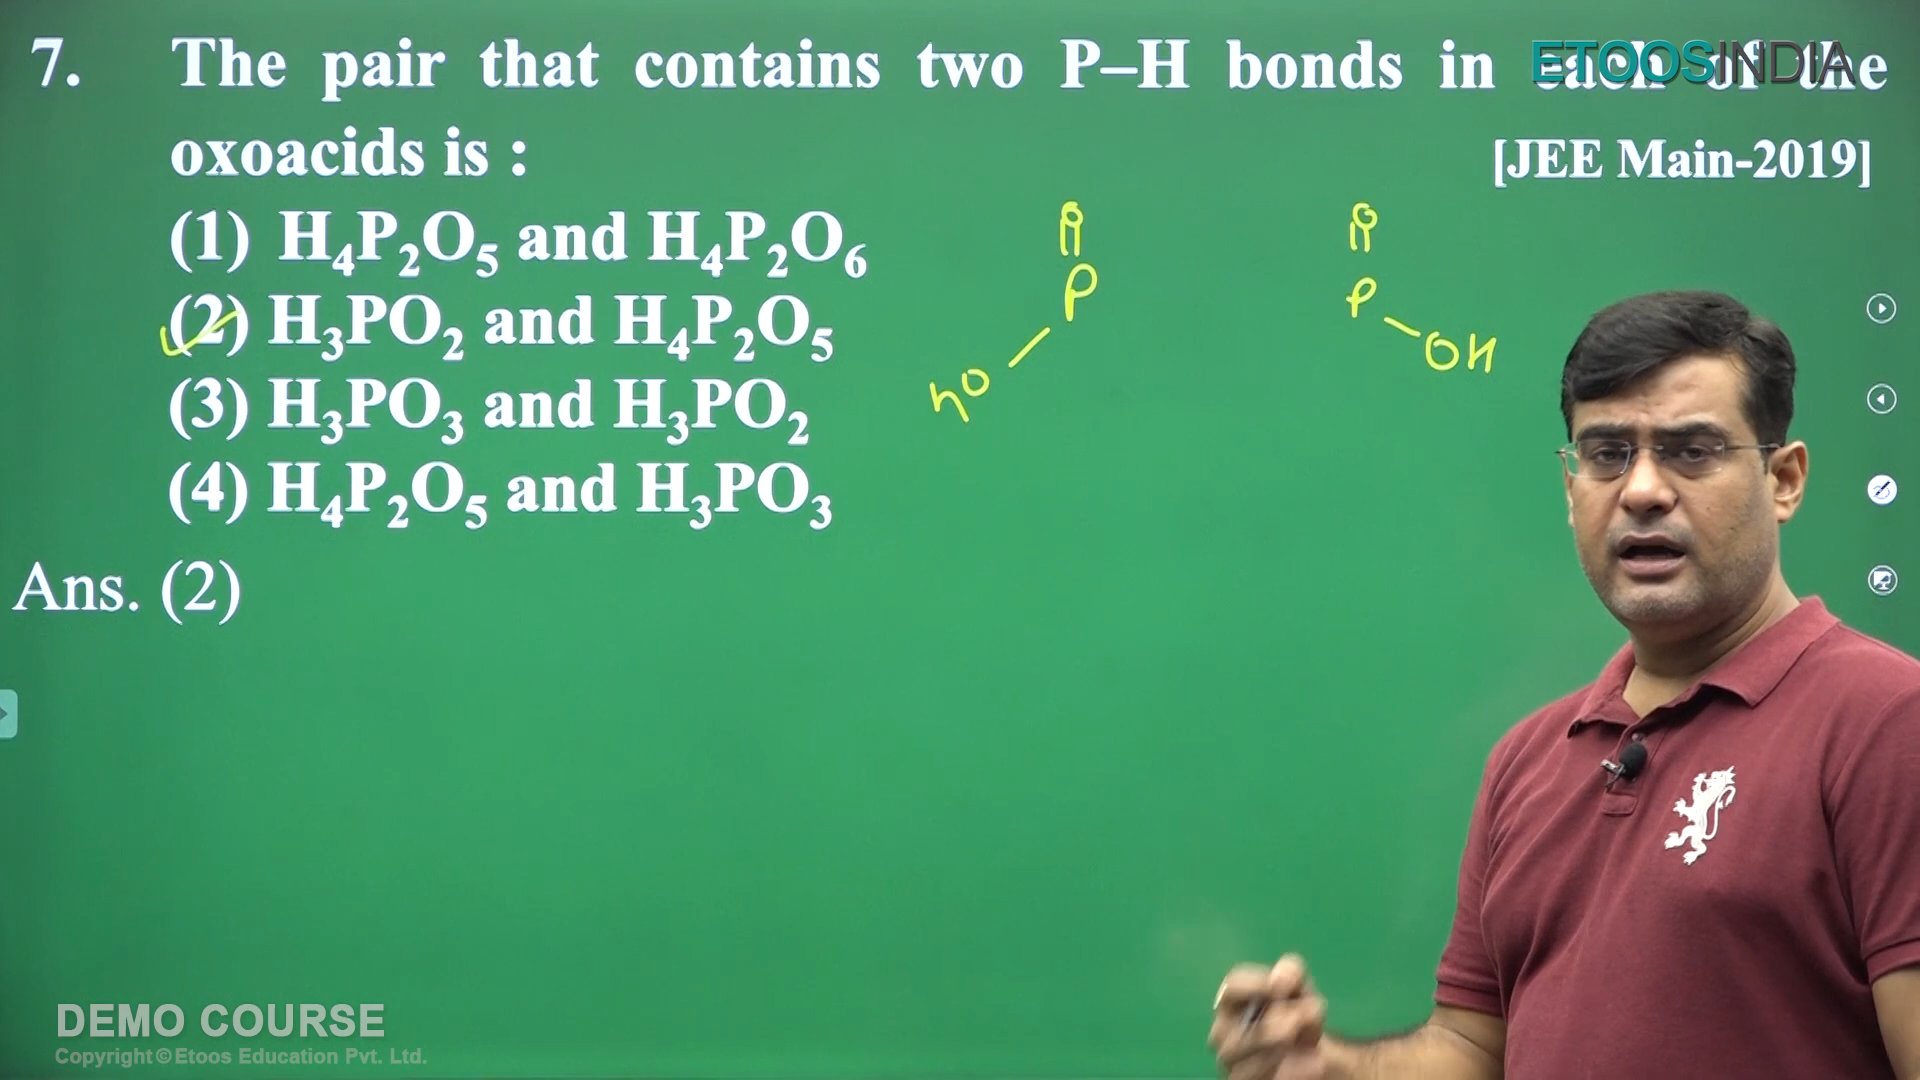 7. The pair that contains two P–H bonds in each of the
ETOOSINDIA
oxoacids is :
[JEE Main-2019]
(1) H₄P₂O₅ and H₄P₂O₆
(2) H₃PO₂ and H₄P₂O₅
(3) H₃PO₃ and H₃PO₂
(4) H₄P₂O₅ and H₃PO₃
Ans. (2)
O O
P P
HO OH
DEMO COURSE
Copyright © Etoos Education Pvt. Ltd.